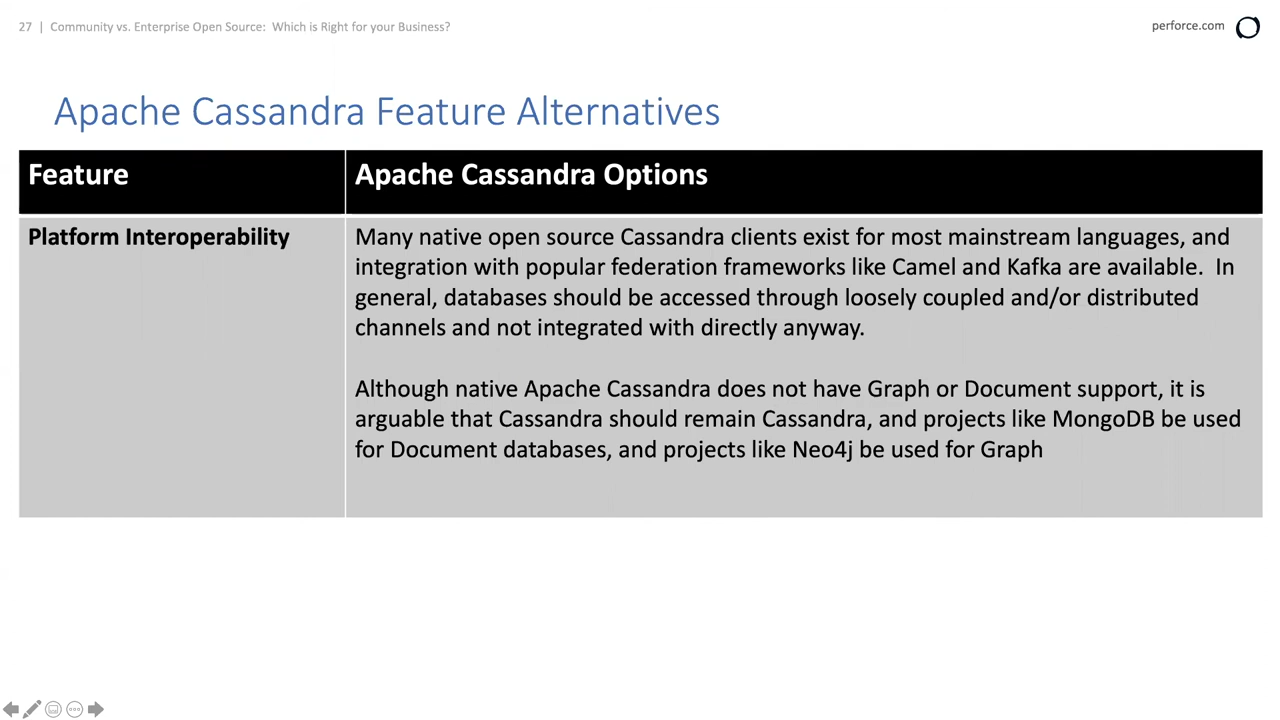 27 | Community vs. Enterprise Open Source: Which is Right for your Business?
perforce.com
Apache Cassandra Feature Alternatives
Feature
Apache Cassandra Options
Platform Interoperability
Many native open source Cassandra clients exist for most mainstream languages, and
integration with popular federation frameworks like Camel and Kafka are available. In
general, databases should be accessed through loosely coupled and/or distributed
channels and not integrated with directly anyway.
Although native Apache Cassandra does not have Graph or Document support, it is
arguable that Cassandra should remain Cassandra, and projects like MongoDB be used
for Document databases, and projects like Neo4j be used for Graph